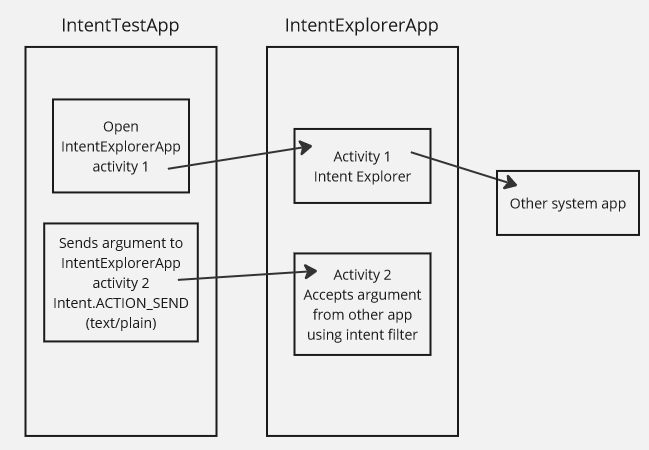 IntentTestApp
IntentExplorerApp
Open
IntentExplorerApp
activity 1
Sends argument to
IntentExplorerApp
activity 2
Intent.ACTION_SEND
(text/plain)
Activity 1
Intent Explorer
Activity 2
Accepts argument
from other app
using intent filter
Other system app